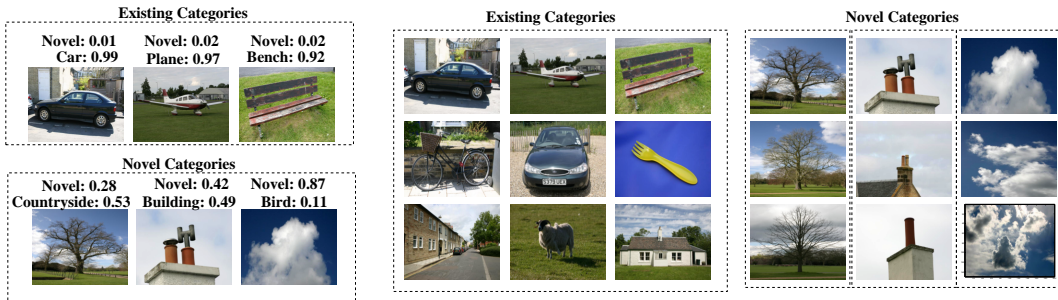 Existing Categories
Novel: 0.01 Novel: 0.02 Novel: 0.02
Car: 0.99 Plane: 0.97 Bench: 0.92
Novel Categories
Novel: 0.28 Novel: 0.42 Novel: 0.87
Countryside: 0.53 Building: 0.49 Bird: 0.11
Existing Categories
Novel Categories